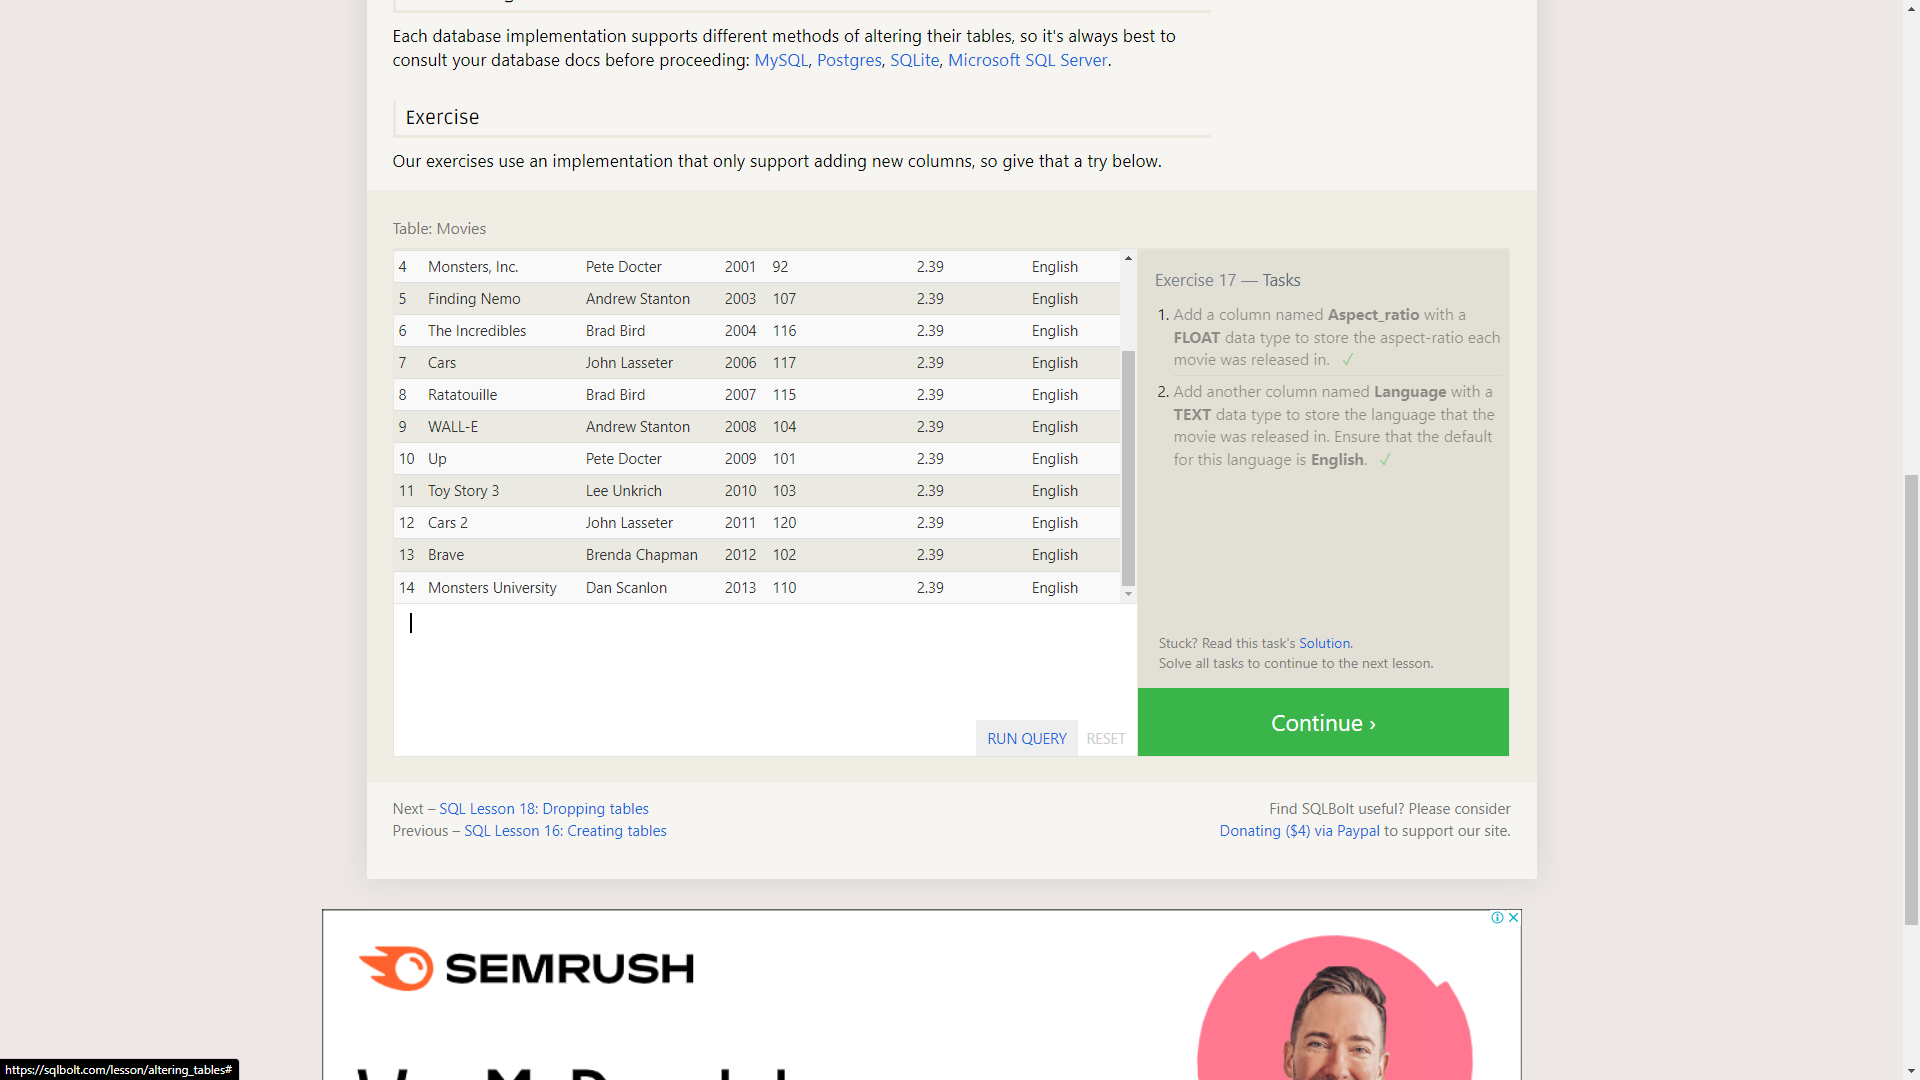 Each database implementation supports different methods of altering their tables, so it's always best to
consult your database docs before proceeding: MySQL, Postgres, SQLite, Microsoft SQL Server.
Exercise
Our exercises use an implementation that only support adding new columns, so give that a try below.
Table: Movies
4 Monsters, Inc. Pete Docter 2001 92 2.39 English
5 Finding Nemo Andrew Stanton 2003 107 2.39 English
6 The Incredibles Brad Bird 2004 116 2.39 English
7 Cars John Lasseter 2006 117 2.39 English
8 Ratatouille Brad Bird 2007 115 2.39 English
9 WALL-E Andrew Stanton 2008 104 2.39 English
10 Up Pete Docter 2009 101 2.39 English
11 Toy Story 3 Lee Unkrich 2010 103 2.39 English
12 Cars 2 John Lasseter 2011 120 2.39 English
13 Brave Brenda Chapman 2012 102 2.39 English
14 Monsters University Dan Scanlon 2013 110 2.39 English
RUN QUERY RESET
Exercise 17 — Tasks
1. Add a column named Aspect_ratio with a
FLOAT data type to store the aspect-ratio each
movie was released in. ✓
2. Add another column named Language with a
TEXT data type to store the language that the
movie was released in. Ensure that the default
for this language is English. ✓
Stuck? Read this task's Solution.
Solve all tasks to continue to the next lesson.
Continue ›
Next – SQL Lesson 18: Dropping tables
Previous – SQL Lesson 16: Creating tables
Find SQLBolt useful? Please consider
Donating ($4) via Paypal to support our site.
SEMRUSH
https://sqlbolt.com/lesson/altering_tables#